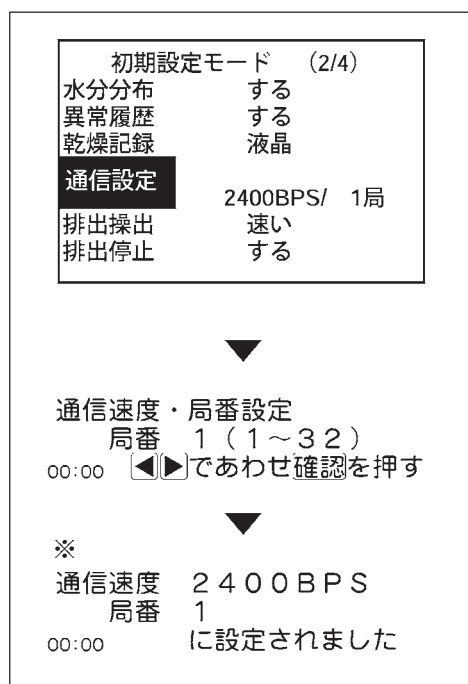 初期設定モード (2/4)
水分分布 する
異常履歴 する
乾燥記録 液晶
通信設定 2400BPS/ 1局
排出操出 速い
排出停止 する
▼
通信速度・局番設定
局番 1(1~32)
00:00 ◀▶であわせ確認を押す
▼
※
通信速度 2400BPS
局番 1
00:00 に設定されました